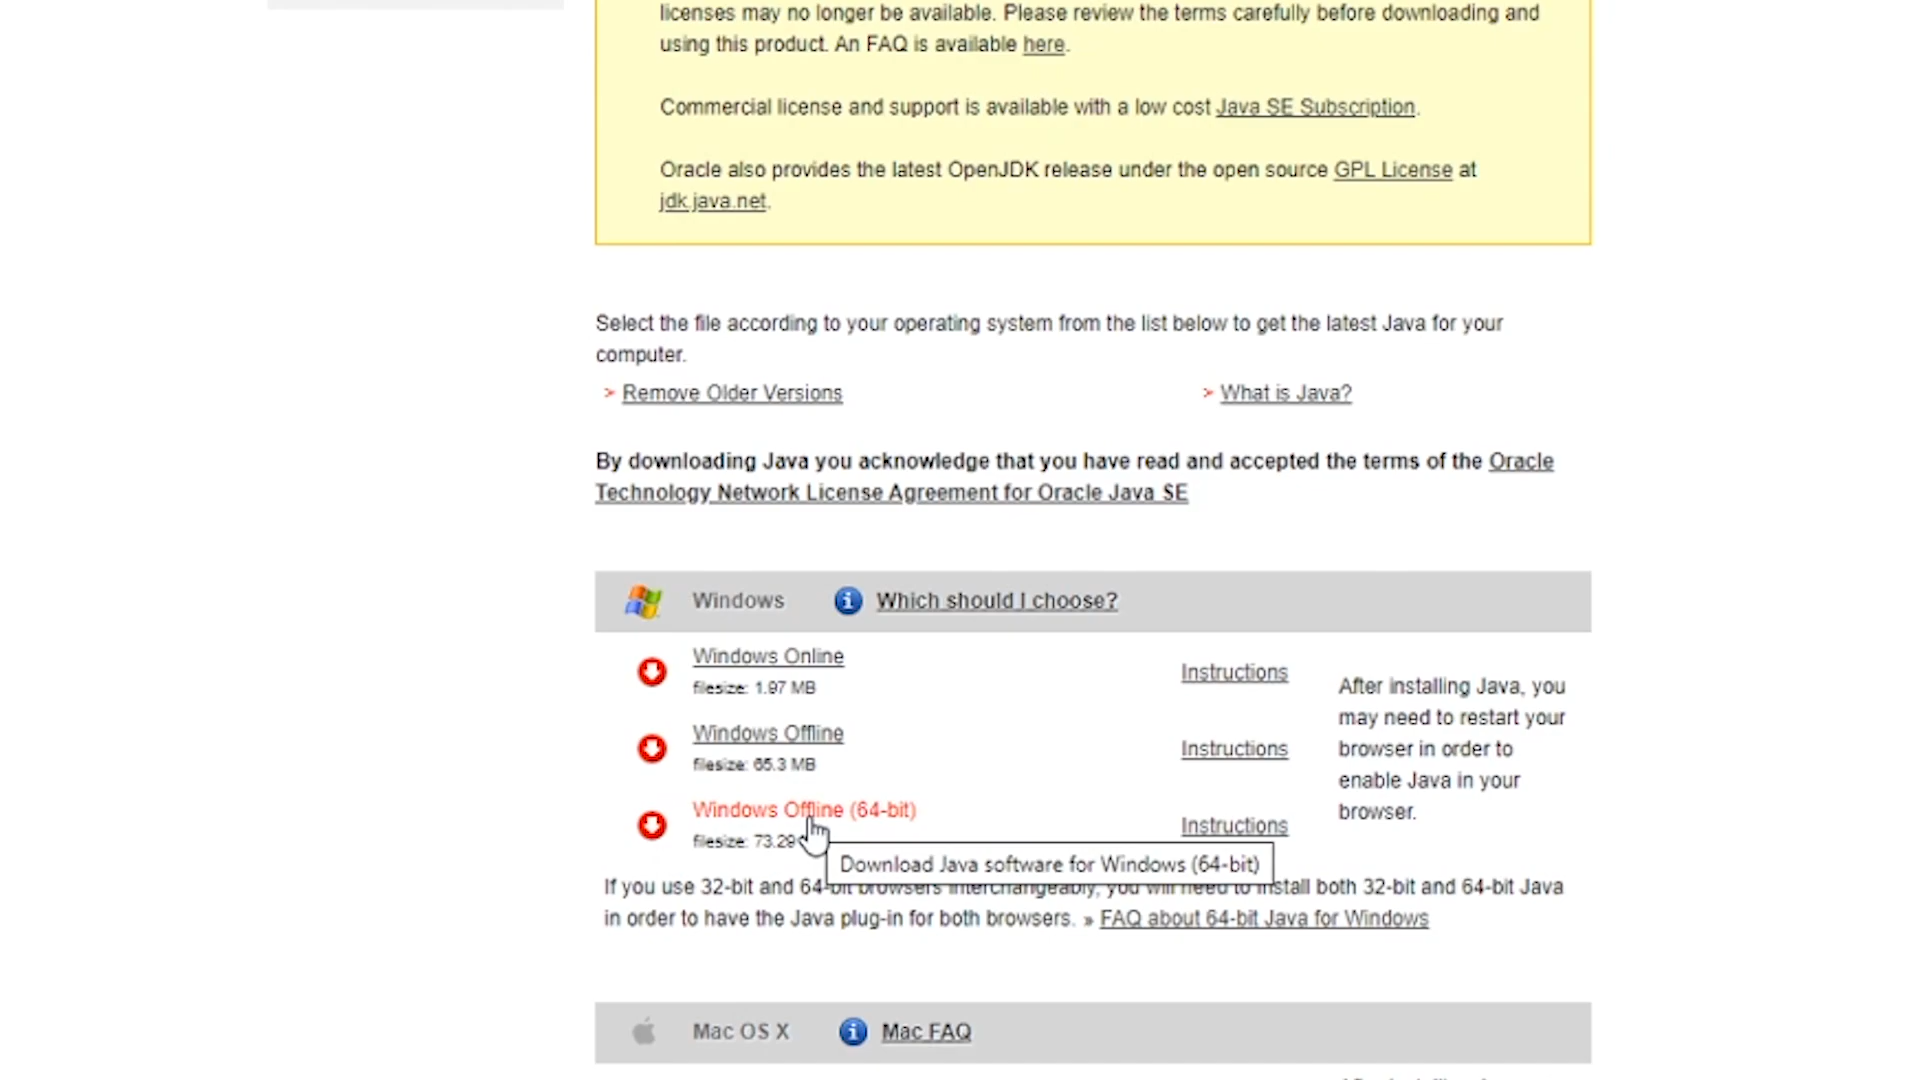 licenses may no longer be available. Please review the terms carefully before downloading and
using this product. An FAQ is available here.
Commercial license and support is available with a low cost Java SE Subscription.
Oracle also provides the latest OpenJDK release under the open source GPL License at
jdk.java.net.
Select the file according to your operating system from the list below to get the latest Java for your
computer.
> Remove Older Versions
> What is Java?
By downloading Java you acknowledge that you have read and accepted the terms of the Oracle
Technology Network License Agreement for Oracle Java SE
Windows
Which should I choose?
Windows Online
filesize: 1.97 MB
Instructions
Windows Offline
filesize: 65.3 MB
Instructions
Windows Offline (64-bit)
filesize: 73.29
Instructions
After installing Java, you
may need to restart your
browser in order to
enable Java in your
browser.
Download Java software for Windows (64-bit)
If you use 32-bit and 64-bit browsers interchangeably, you will need to install both 32-bit and 64-bit Java
in order to have the Java plug-in for both browsers. » FAQ about 64-bit Java for Windows
Mac OS X
Mac FAQ